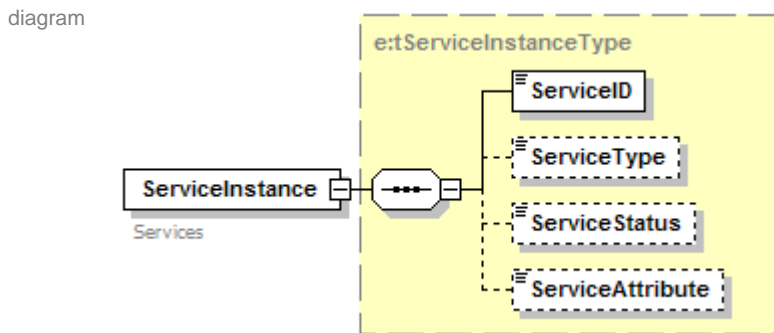 diagram
e:tServiceInstanceType
ServiceID
ServiceType
ServiceInstance
Services
ServiceStatus
ServiceAttribute